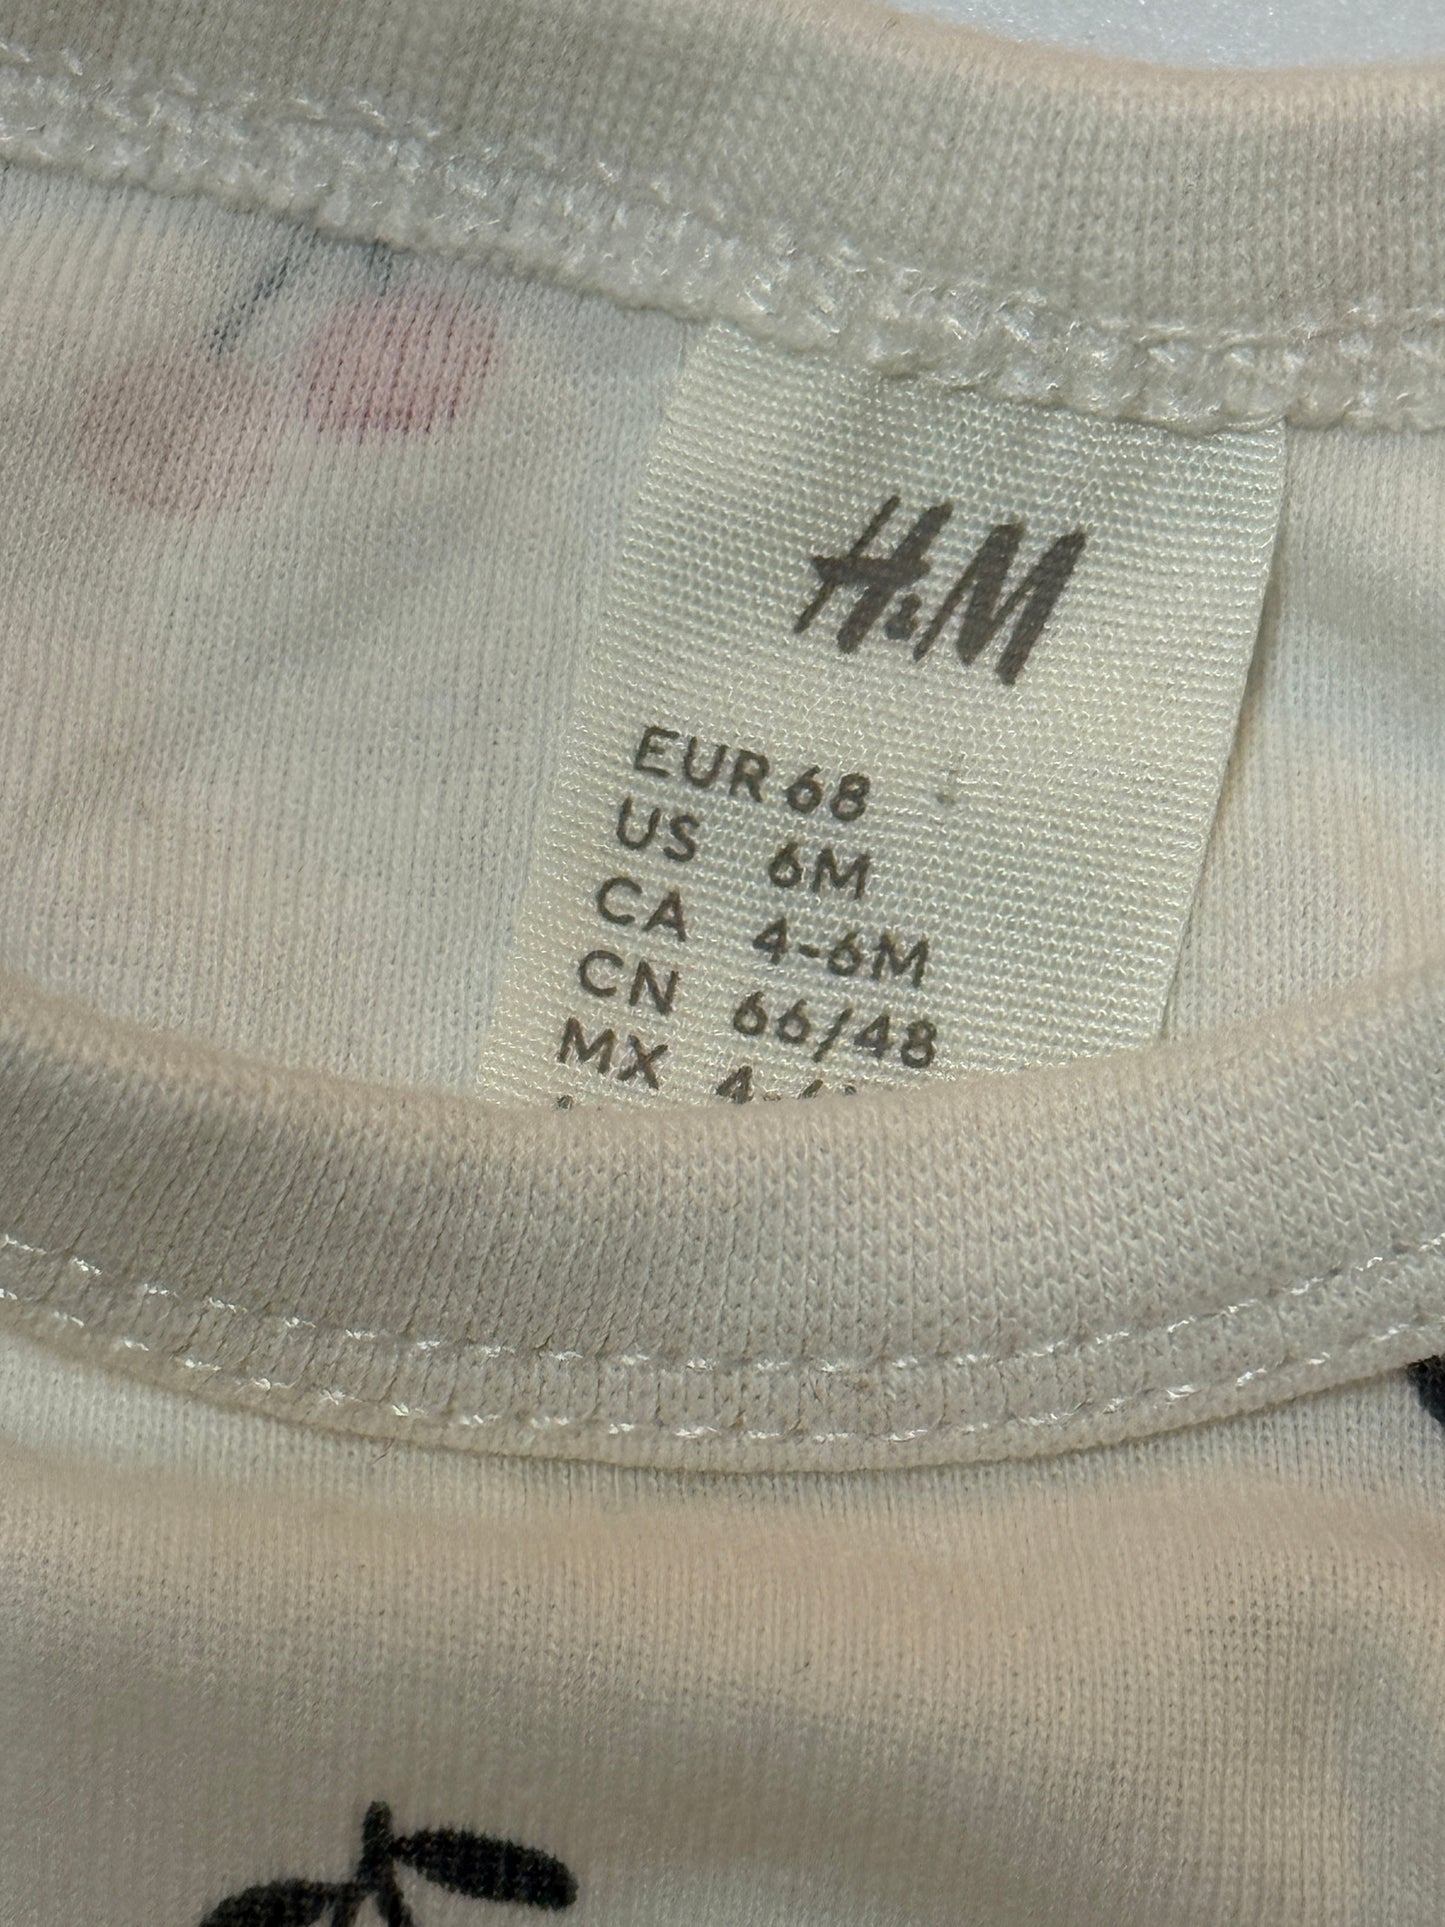 H&M
EUR 68
US 6M
CA 4-6M
CN 66/48
MX